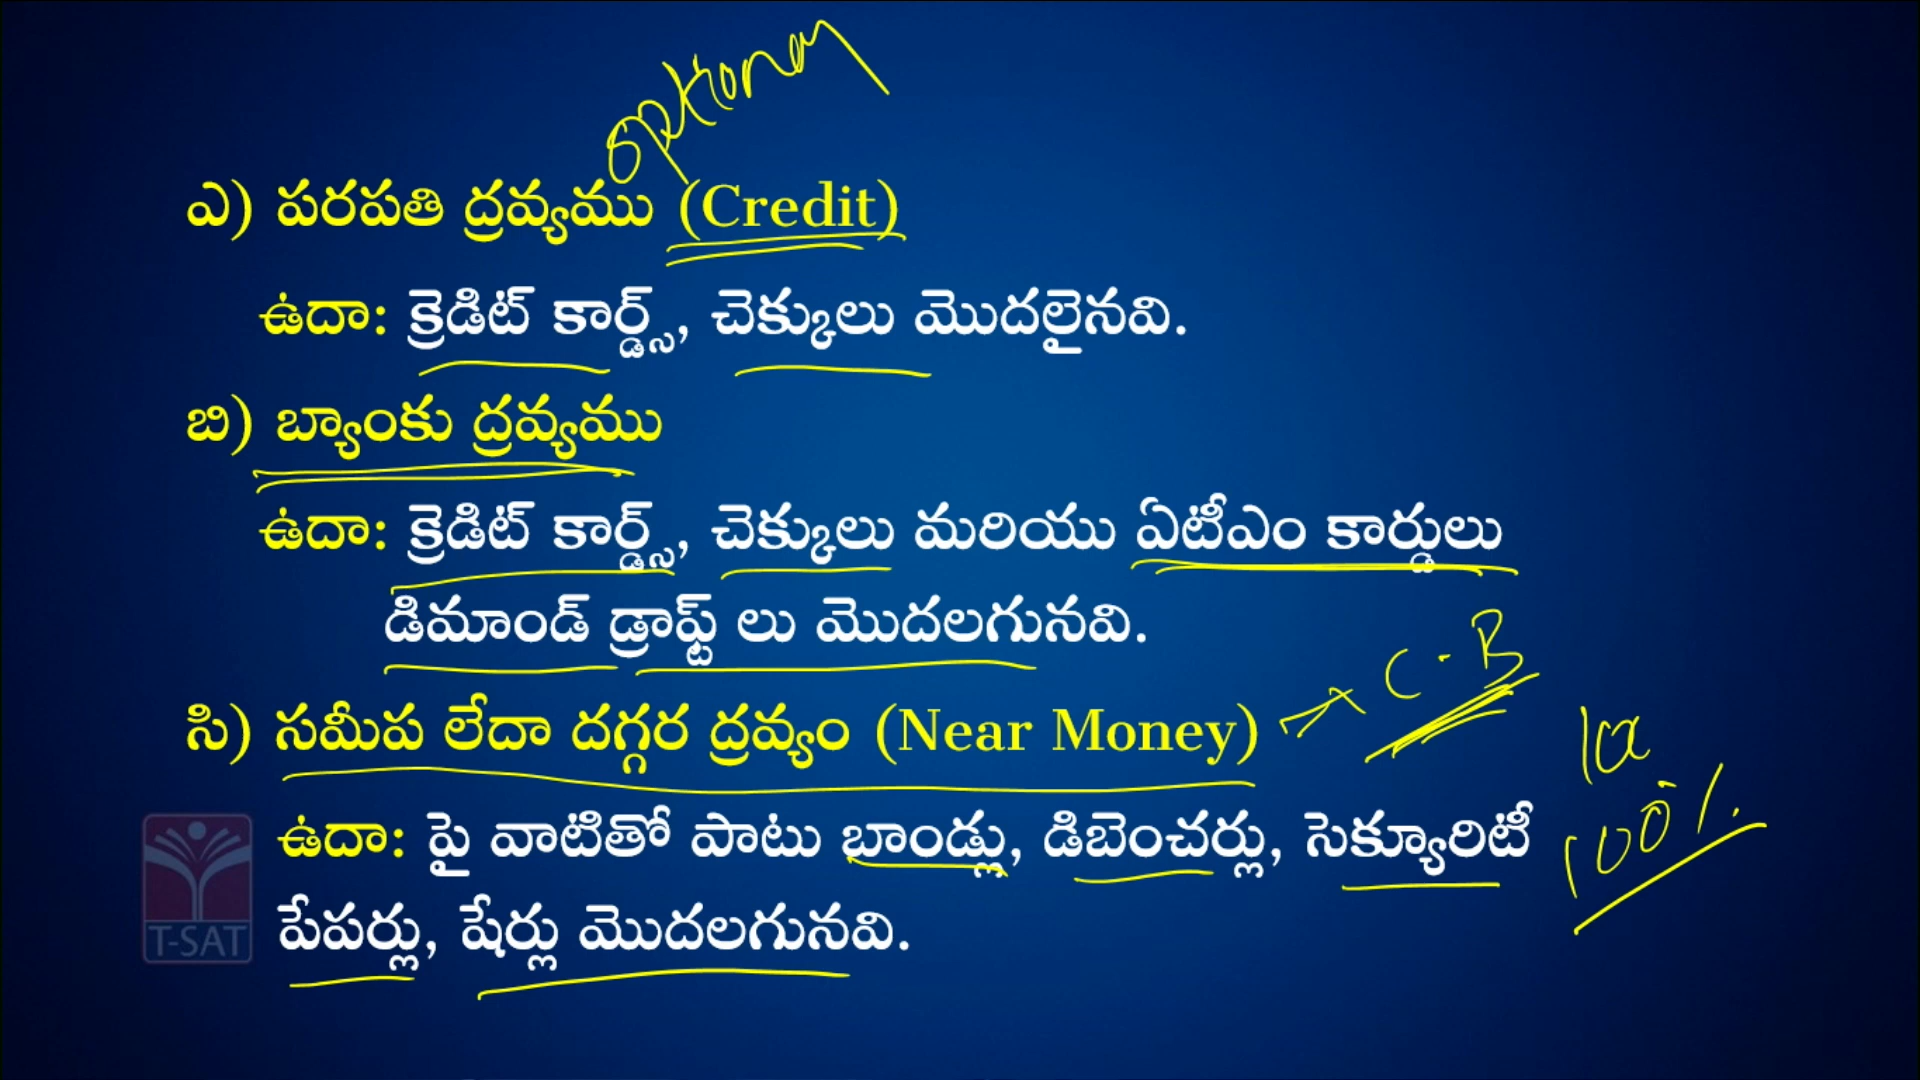 optional
ఎ) పరపతి ద్రవ్యము (Credit)
ఉదా: క్రెడిట్ కార్డ్స్, చెక్కులు మొదలైనవి.
బి) బ్యాంకు ద్రవ్యము
ఉదా: క్రెడిట్ కార్డ్స్, చెక్కులు మరియు ఏటీఎం కార్డులు
డిమాండ్ డ్రాఫ్ట్ లు మొదలగునవి.
C.B
సి) సమీప లేదా దగ్గర ద్రవ్యం (Near Money)
ఉదా: పై వాటితో పాటు బాండ్లు, డిబెంచర్లు, సెక్యూరిటీ
100%.
పేపర్లు, షేర్లు మొదలగునవి.
T-SAT